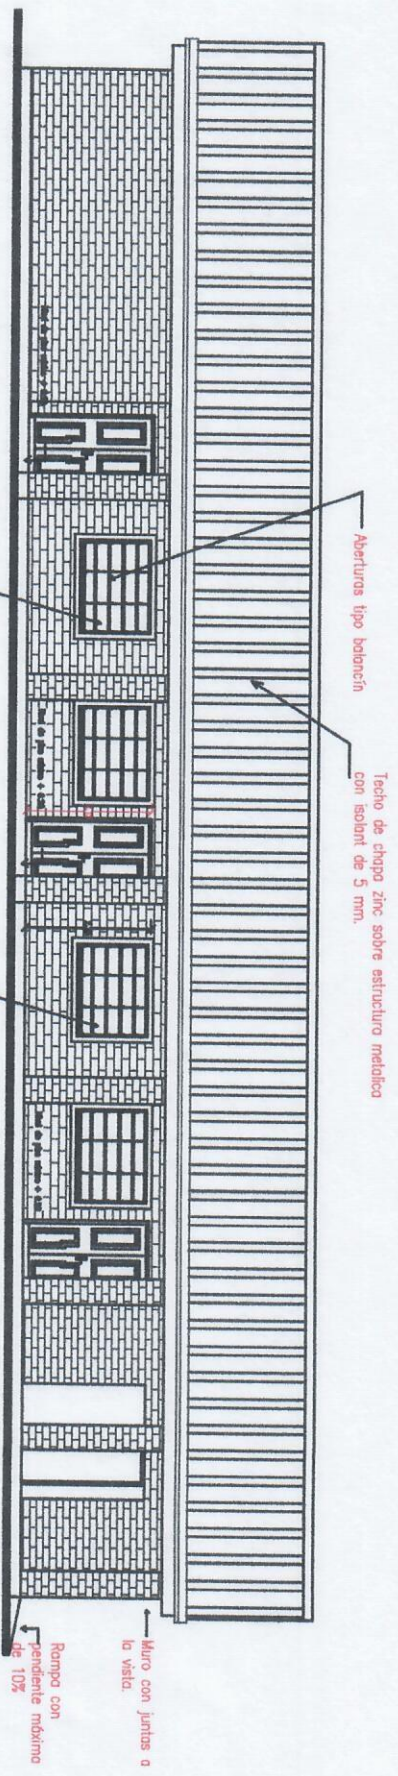 Aberturas tipo balancín
Techo de chapa zinc sobre estructura metalica
con isolant de 5 mm.
Muro con juntas a
la vista.
Rampa con
pendiente máxima
de 10%